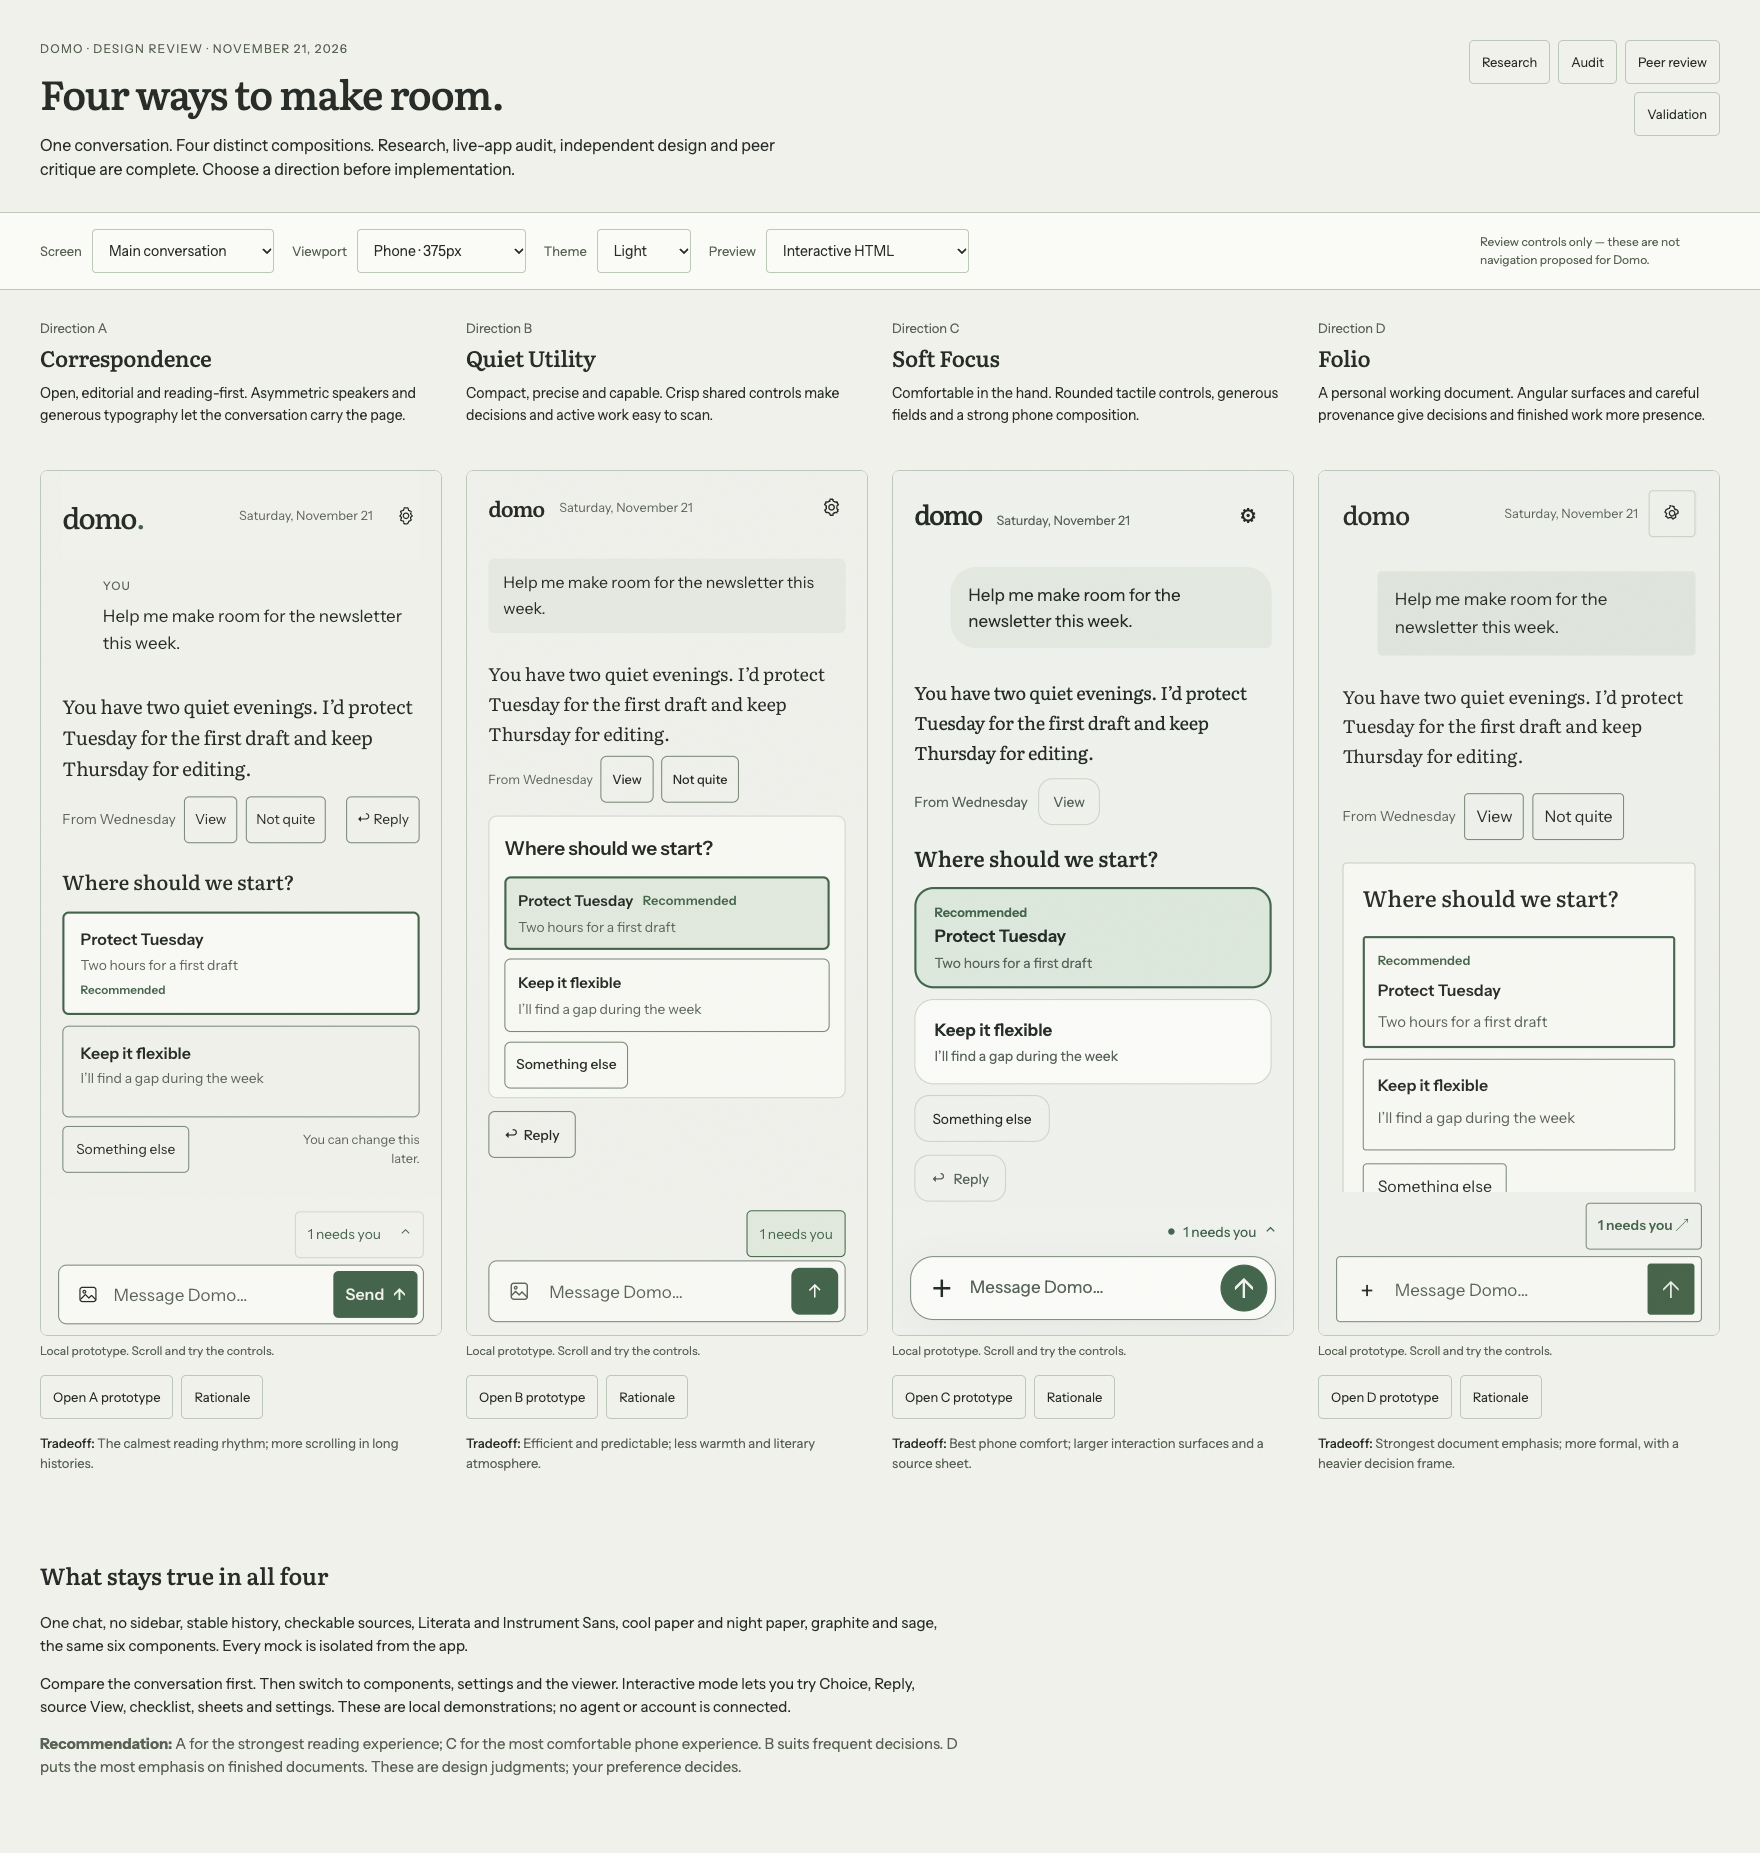 DOMO · DESIGN REVIEW · NOVEMBER 21, 2026
Four ways to make room.
One conversation. Four distinct compositions. Research, live-app audit, independent design and peer
critique are complete. Choose a direction before implementation.
Research
Audit
Peer review
Validation
Screen
Main conversation
Viewport
Phone · 375px
Theme
Light
Preview
Interactive HTML
Review controls only — these are not
navigation proposed for Domo.
Direction A
Correspondence
Open, editorial and reading-first. Asymmetric speakers and
generous typography let the conversation carry the page.
domo.
Saturday, November 21
YOU
Help me make room for the newsletter
this week.
You have two quiet evenings. I’d protect
Tuesday for the first draft and keep
Thursday for editing.
From Wednesday
View
Not quite
↩ Reply
Where should we start?
Protect Tuesday
Two hours for a first draft
Recommended
Keep it flexible
I’ll find a gap during the week
Something else
You can change this
later.
1 needs you
Message Domo…
Send ↑
Local prototype. Scroll and try the controls.
Open A prototype
Rationale
Tradeoff: The calmest reading rhythm; more scrolling in long
histories.
Direction B
Quiet Utility
Compact, precise and capable. Crisp shared controls make
decisions and active work easy to scan.
domo
Saturday, November 21
Help me make room for the newsletter this
week.
You have two quiet evenings. I’d protect
Tuesday for the first draft and keep
Thursday for editing.
From Wednesday
View
Not quite
Where should we start?
Protect Tuesday Recommended
Two hours for a first draft
Keep it flexible
I’ll find a gap during the week
Something else
↩ Reply
1 needs you
Message Domo…
Local prototype. Scroll and try the controls.
Open B prototype
Rationale
Tradeoff: Efficient and predictable; less warmth and literary
atmosphere.
Direction C
Soft Focus
Comfortable in the hand. Rounded tactile controls, generous
fields and a strong phone composition.
domo
Saturday, November 21
Help me make room for the
newsletter this week.
You have two quiet evenings. I’d protect
Tuesday for the first draft and keep
Thursday for editing.
From Wednesday
View
Where should we start?
Recommended
Protect Tuesday
Two hours for a first draft
Keep it flexible
I’ll find a gap during the week
Something else
↩ Reply
1 needs you
Message Domo…
Local prototype. Scroll and try the controls.
Open C prototype
Rationale
Tradeoff: Best phone comfort; larger interaction surfaces and a
source sheet.
Direction D
Folio
A personal working document. Angular surfaces and careful
provenance give decisions and finished work more presence.
domo
Saturday, November 21
Help me make room for the
newsletter this week.
You have two quiet evenings. I’d protect
Tuesday for the first draft and keep
Thursday for editing.
From Wednesday
View
Not quite
Where should we start?
Recommended
Protect Tuesday
Two hours for a first draft
Keep it flexible
I’ll find a gap during the week
Something else
1 needs you
Message Domo…
Local prototype. Scroll and try the controls.
Open D prototype
Rationale
Tradeoff: Strongest document emphasis; more formal, with a
heavier decision frame.
What stays true in all four
One chat, no sidebar, stable history, checkable sources, Literata and Instrument Sans, cool paper and night paper, graphite and sage,
the same six components. Every mock is isolated from the app.
Compare the conversation first. Then switch to components, settings and the viewer. Interactive mode lets you try Choice, Reply,
source View, checklist, sheets and settings. These are local demonstrations; no agent or account is connected.
Recommendation: A for the strongest reading experience; C for the most comfortable phone experience. B suits frequent decisions. D
puts the most emphasis on finished documents. These are design judgments; your preference decides.